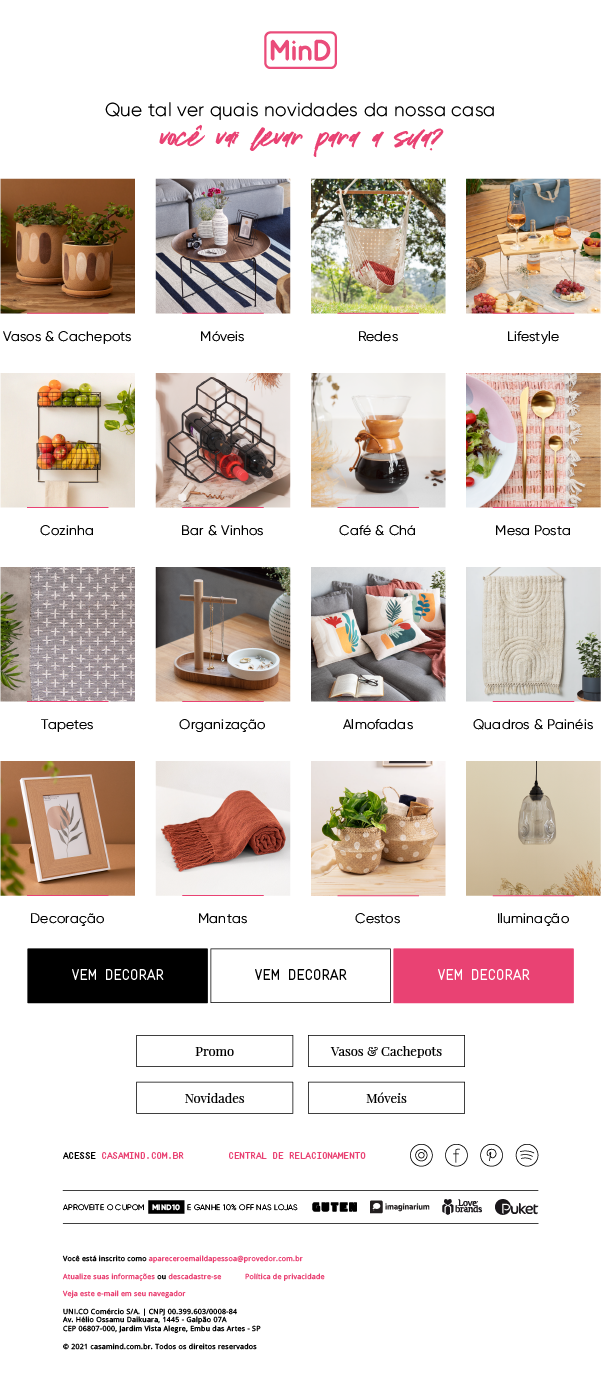 MinD
Que tal ver quais novidades da nossa casa
você vai levar para a sua?
Vasos & Cachepots
Móveis
Redes
Lifestyle
Cozinha
Bar & Vinhos
Café & Chá
Mesa Posta
Tapetes
Organização
Almofadas
Quadros & Painéis
Decoração
Mantas
Cestos
Iluminação
VEM DECORAR
VEM DECORAR
VEM DECORAR
Promo
Vasos & Cachepots
Novidades
Móveis
ACESSE CASAMIND.COM.BR
CENTRAL DE RELACIONAMENTO
APROVEITE O CUPOM MIND10 E GANHE 10% OFF NAS LOJAS
GUTEN
imaginarium
Love brands
Puket
Você está inscrito como apareceroemaildapessoa@provedor.com.br
Atualize suas informações ou descadastre-se
Política de privacidade
Veja este e-mail em seu navegador
UNI.CO Comércio S/A. | CNPJ 00.399.603/0008-84
Av. Hélio Ossamu Daikuara, 1445 - Galpão 07A
CEP 06807-000, Jardim Vista Alegre, Embu das Artes - SP
© 2021 casamind.com.br. Todos os direitos reservados